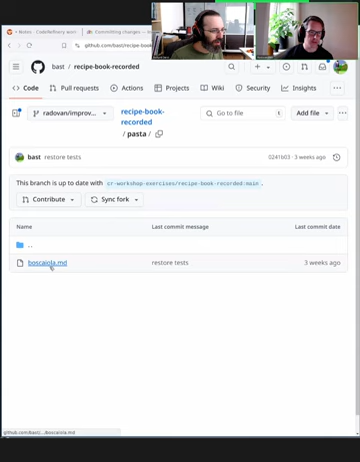 Notes - CodeRefinery works
Committing changes —
github.com/bast/recipe-book
bast / recipe-book-recorded
Code
Pull requests
Actions
Projects
Wiki
Security
Insights
radovan/improv...
recipe-book-recorded
/ pasta /
Go to file
t
Add file
bast restore tests
0241b03 · 3 weeks ago
This branch is up to date with cr-workshop-exercises/recipe-book-recorded:main .
Contribute
Sync fork
Name
Last commit message
Last commit date
..
boscaiola.md
restore tests
3 weeks ago
github.com/bast/.../boscaiola.md